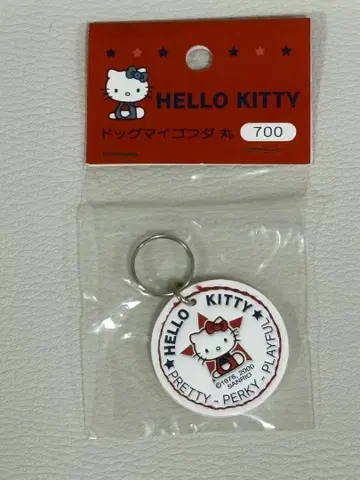 HELLO KITTY
ドッグマイゴフダ 丸 700
★ HELLO KITTY ★
PRETTY - PERKY - PLAYFUL
©1976, 2000
SANRIO